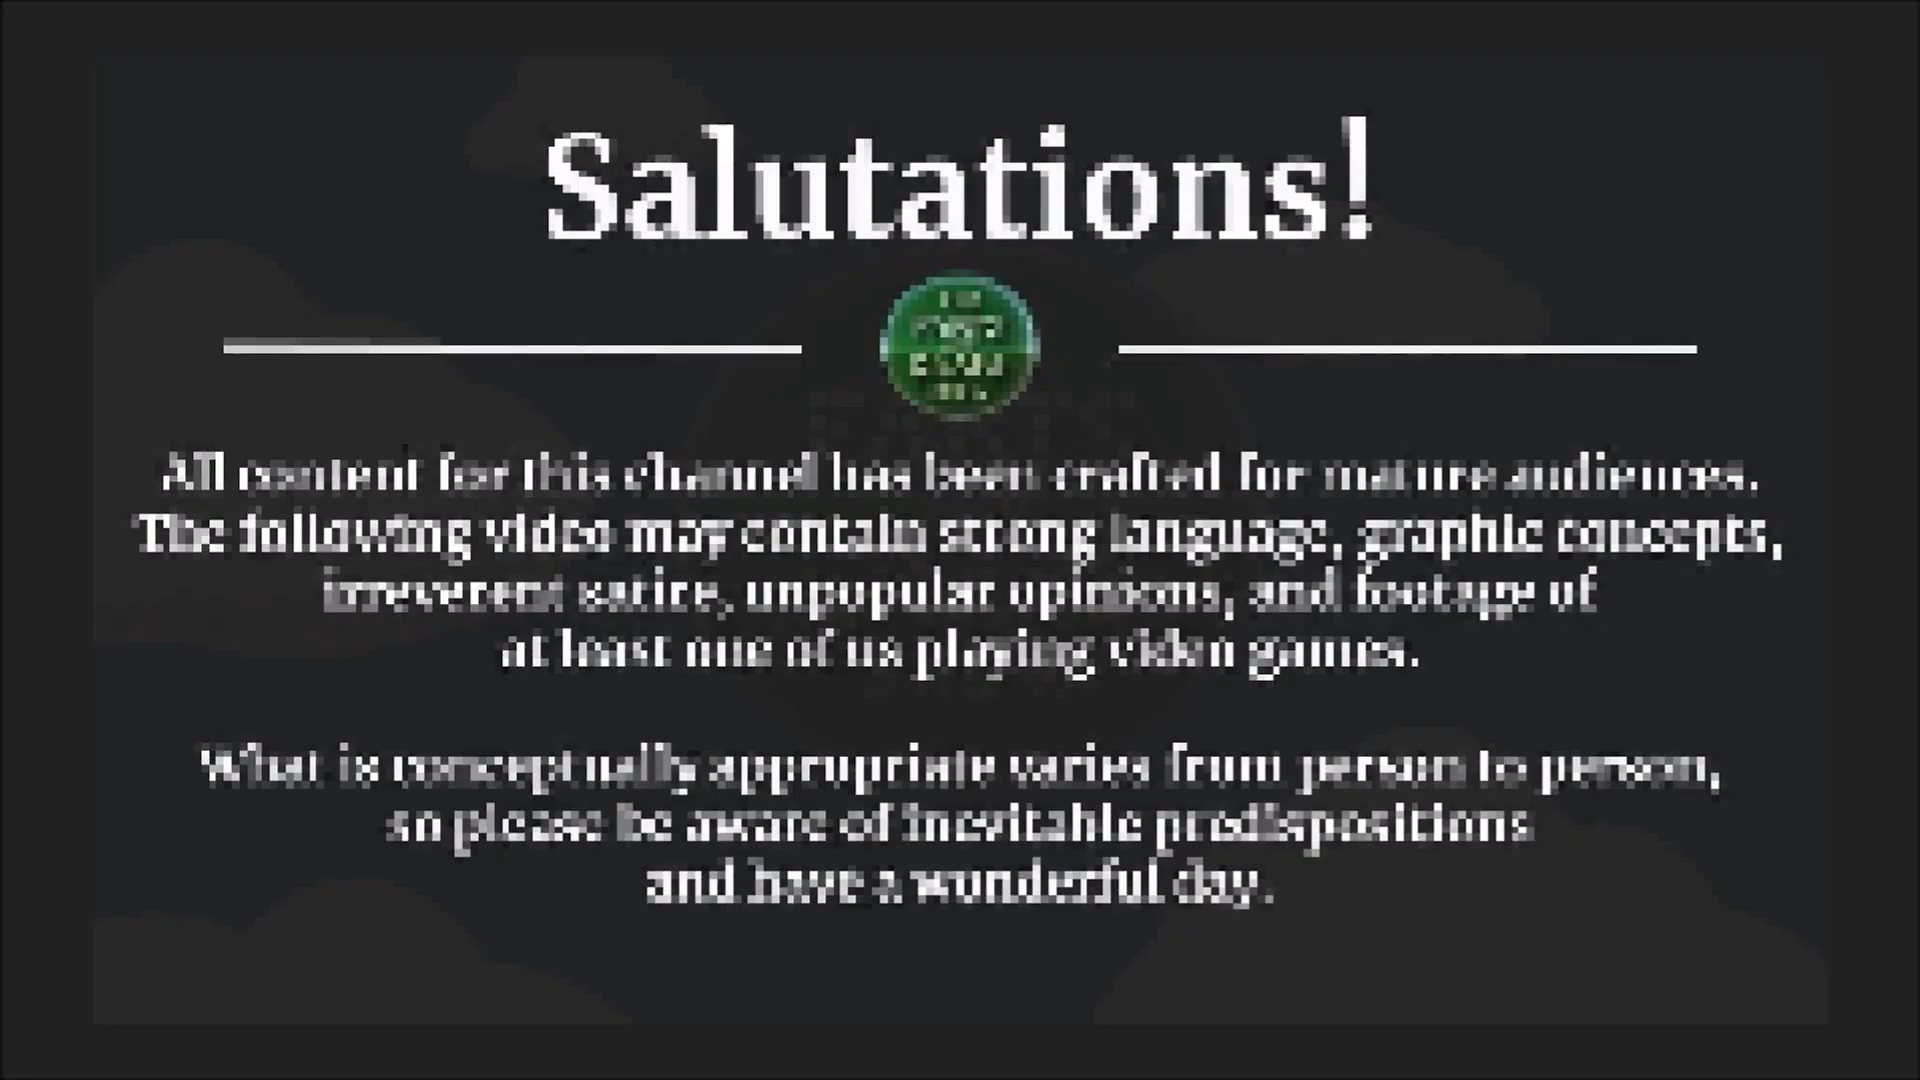 Salutations!
All content for this channel has been crafted for mature audiences.
The following video may contain strong language, graphic concepts,
irreverent satire, unpopular opinions, and footage of
at least one of us playing video games.
What is conceptually appropriate varies from person to person,
so please be aware of inevitable predispositions
and have a wonderful day.